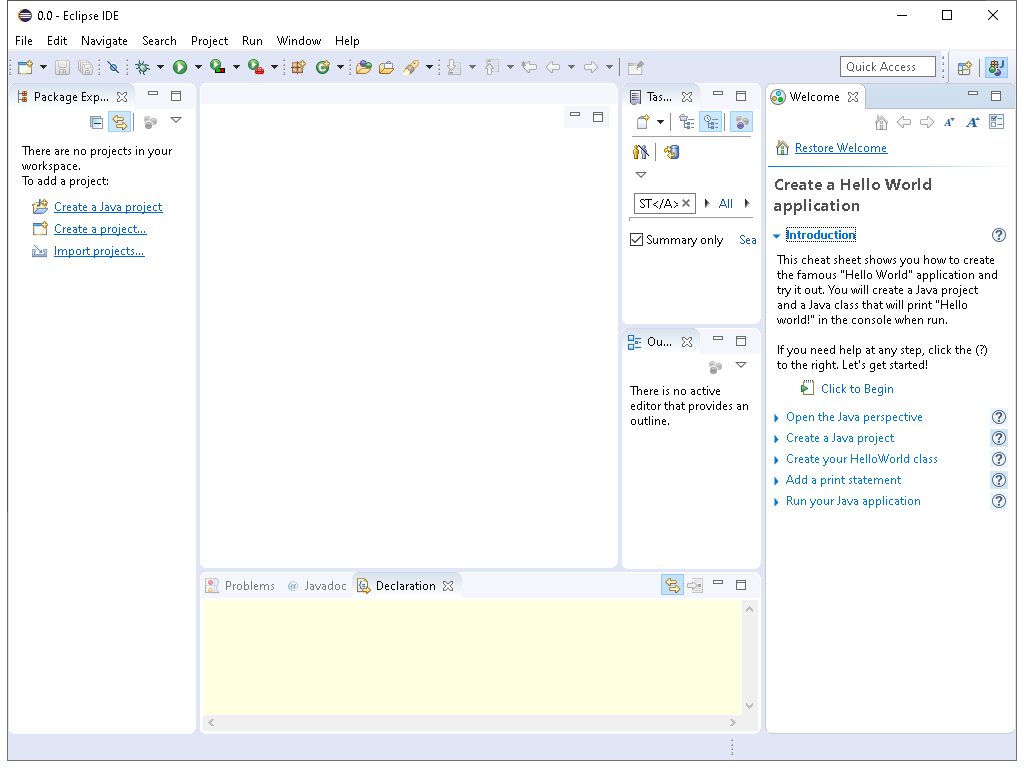 0.0 - Eclipse IDE
File Edit Navigate Search Project Run Window Help
Quick Access
Package Exp...
There are no projects in your
workspace.
To add a project:
Create a Java project
Create a project...
Import projects...
Tas...
ST</A>
All
Summary only
Sea
Ou...
There is no active
editor that provides an
outline.
Welcome
Restore Welcome
Create a Hello World
application
Introduction
This cheat sheet shows you how to create
the famous "Hello World" application and
try it out. You will create a Java project
and a Java class that will print "Hello
world!" in the console when run.
If you need help at any step, click the (?)
to the right. Let's get started!
Click to Begin
Open the Java perspective
Create a Java project
Create your HelloWorld class
Add a print statement
Run your Java application
Problems @ Javadoc Declaration